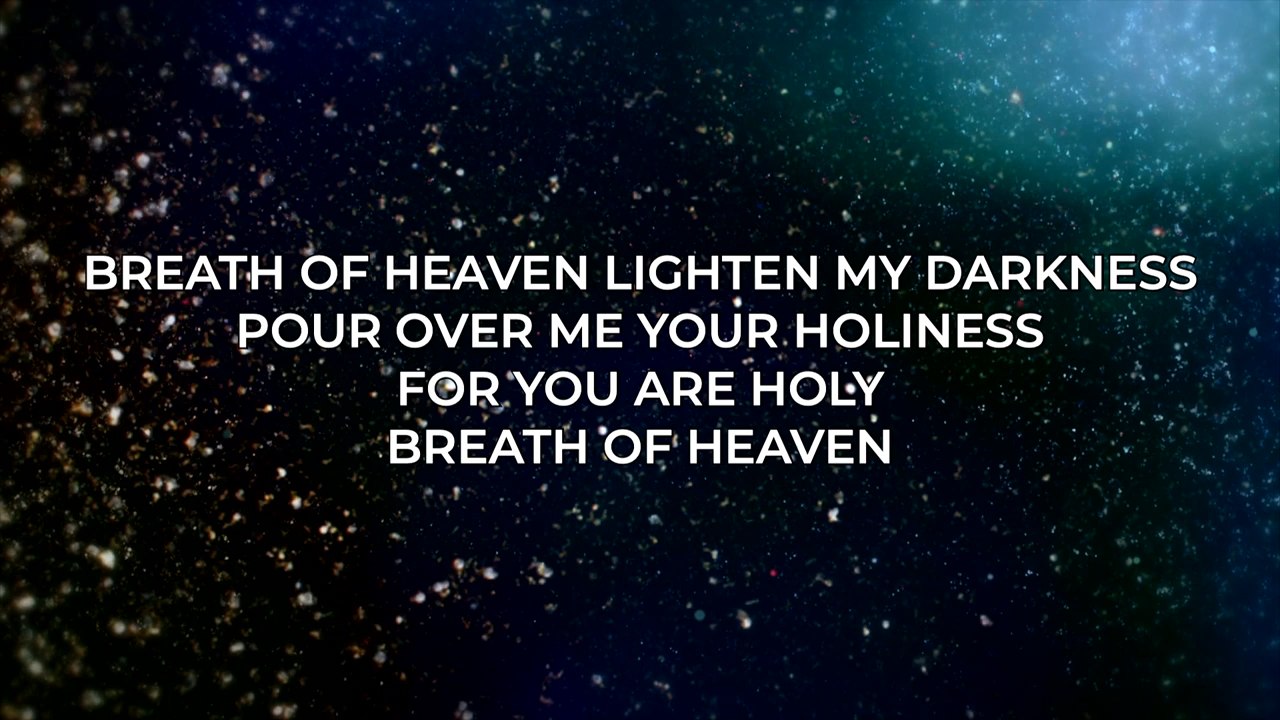 BREATH OF HEAVEN LIGHTEN MY DARKNESS
POUR OVER ME YOUR HOLINESS
FOR YOU ARE HOLY
BREATH OF HEAVEN